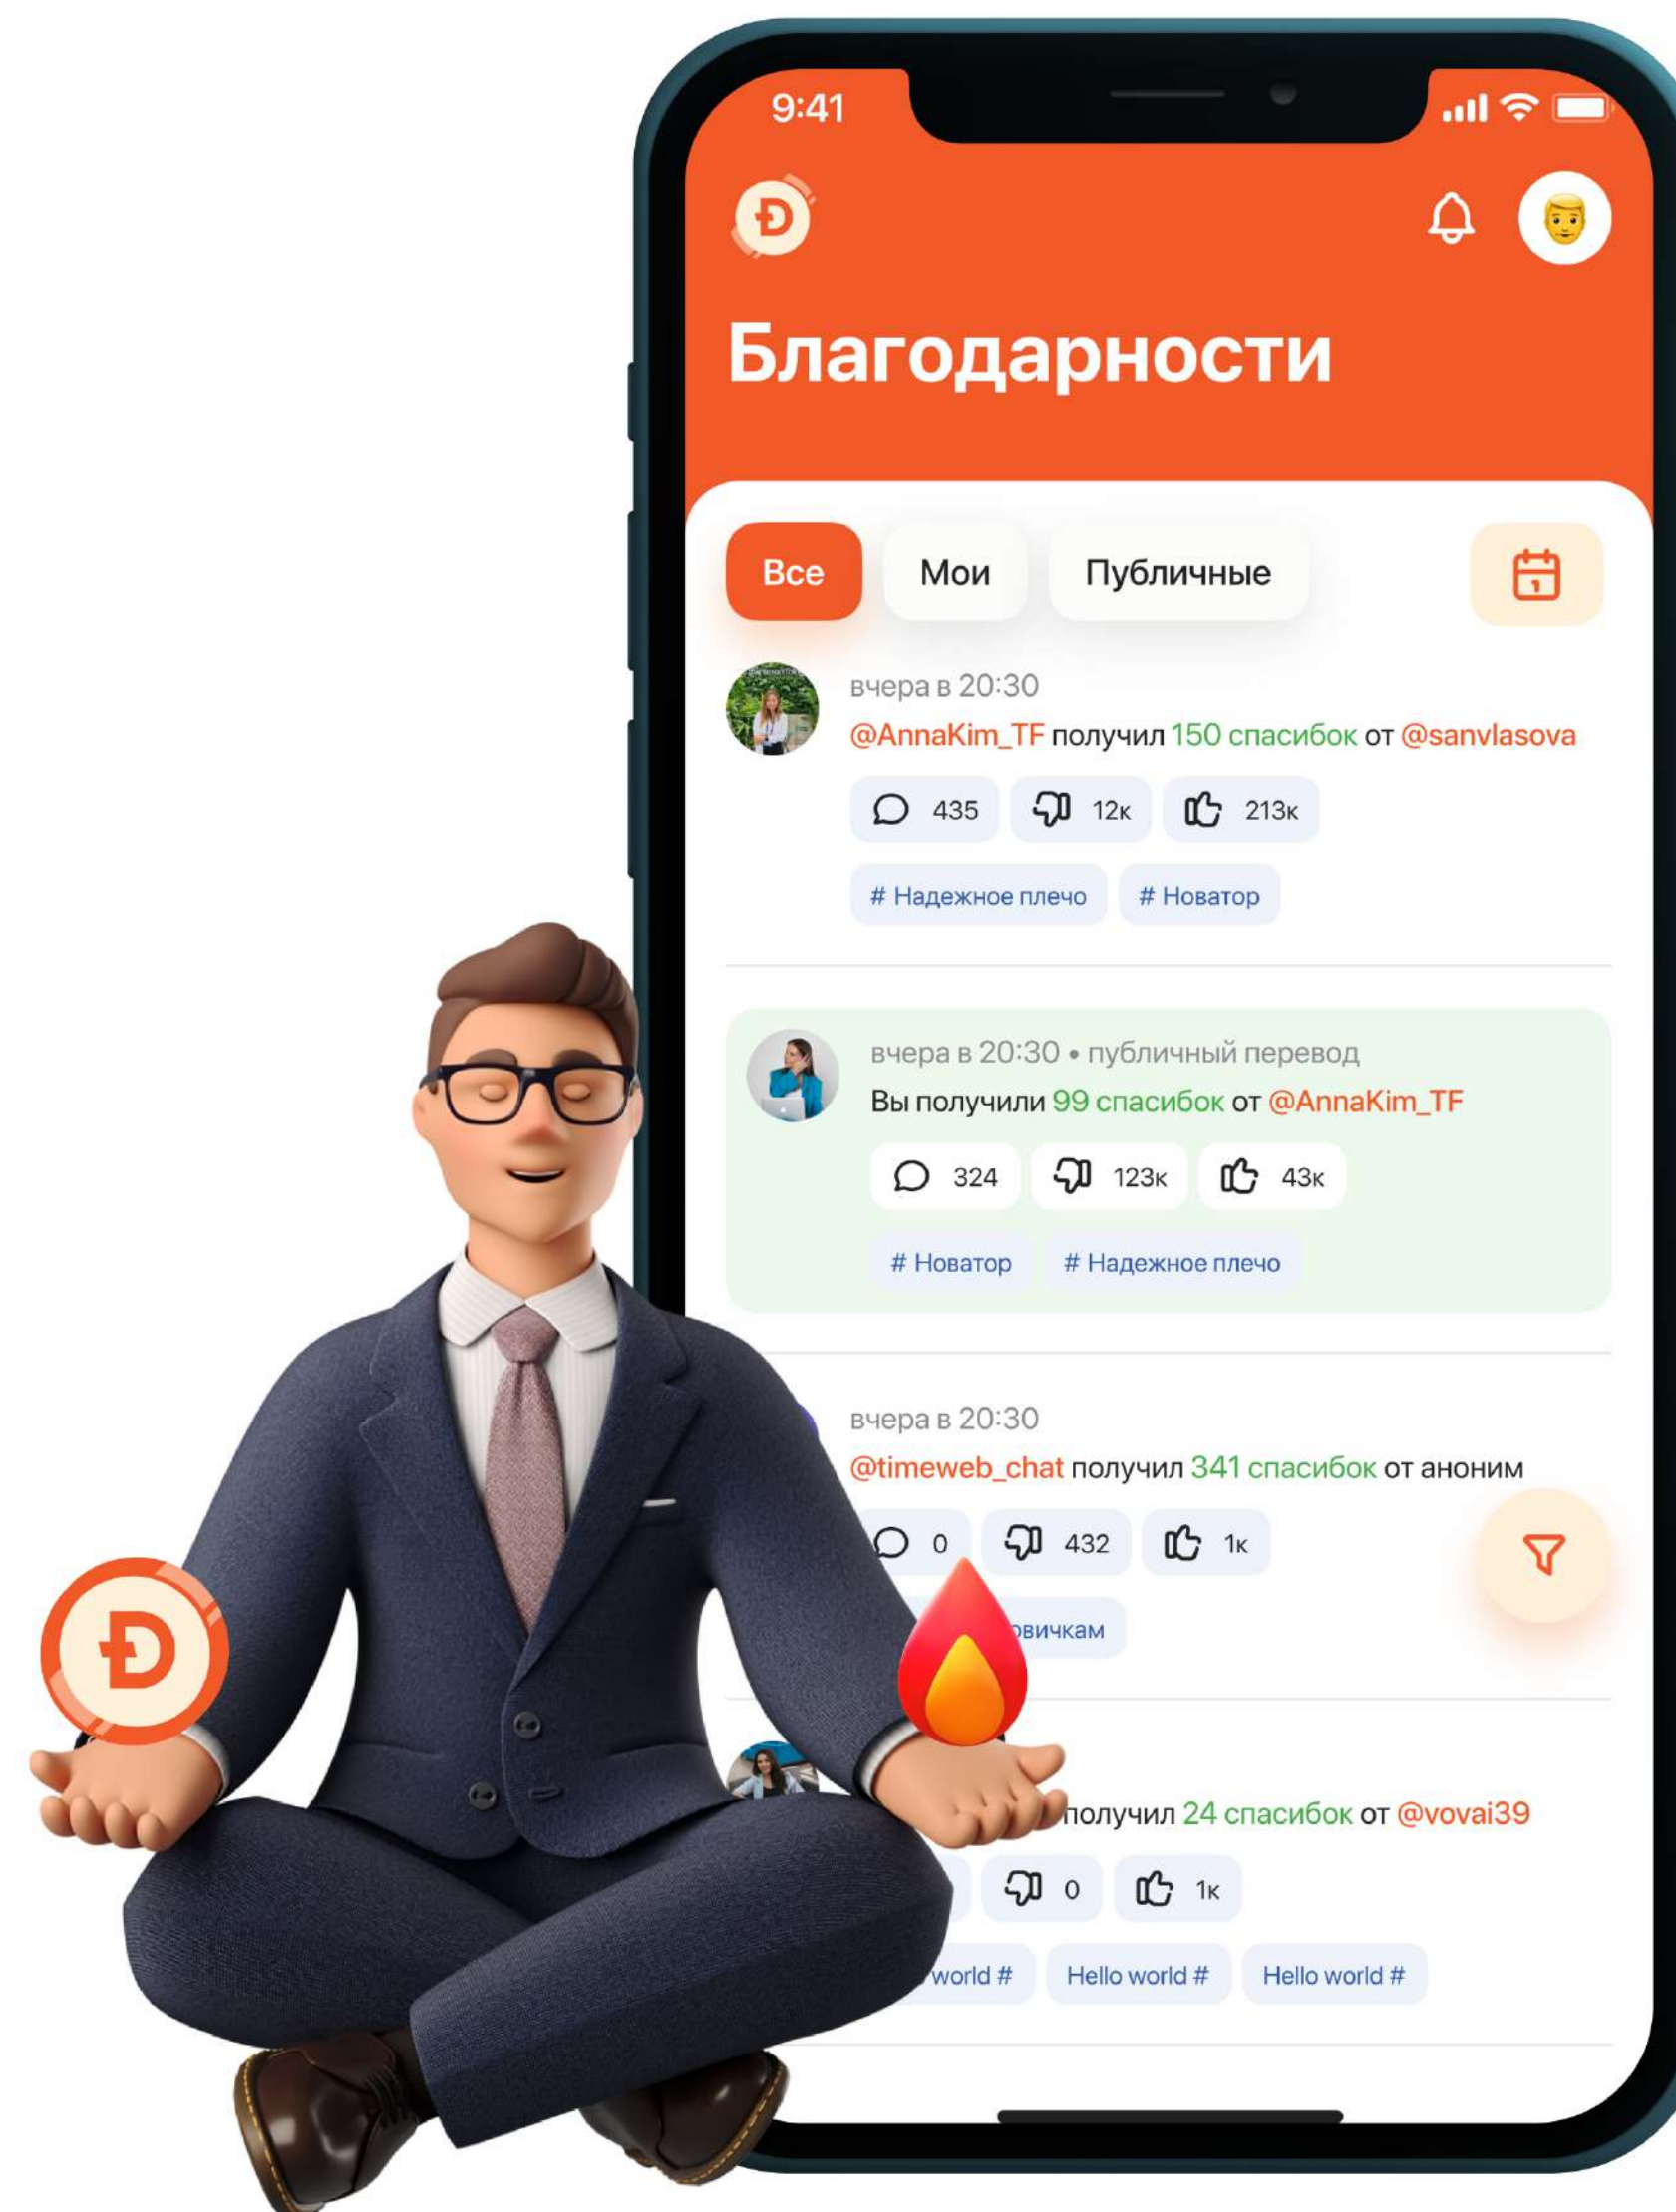 9:41
Đ
Благодарности
Все Мои Публичные
вчера в 20:30
@AnnaKim_TF получил 150 спасибок от @sanvlasova
435 12к 213к
# Надежное плечо # Новатор
вчера в 20:30 • публичный перевод
Вы получили 99 спасибок от @AnnaKim_TF
324 123к 43к
# Новатор # Надежное плечо
вчера в 20:30
@timeweb_chat получил 341 спасибок от аноним
0 432 1к
Đ
получил 24 спасибок от @vovai39
0 1к
world # Hello world # Hello world #